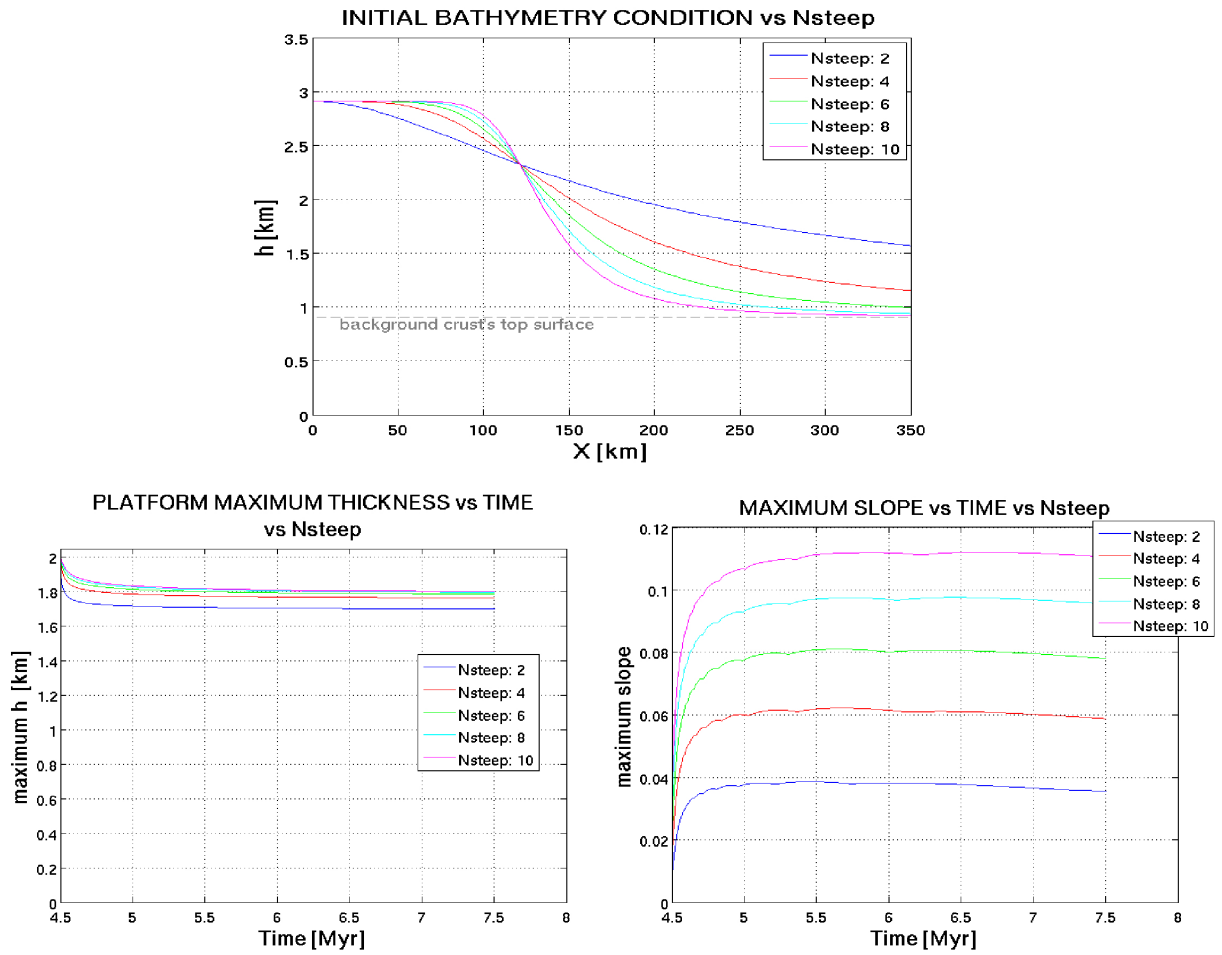 INITIAL BATHYMETRY CONDITION vs Nsteep
3.5
3
2.5
2
1.5
1
0.5
0
h [km]
Nsteep: 2
Nsteep: 4
Nsteep: 6
Nsteep: 8
Nsteep: 10
background crust's top surface
0 50 100 150 200 250 300 350
X [km]
PLATFORM MAXIMUM THICKNESS vs TIME
vs Nsteep
2
1.8
1.6
1.4
1.2
1
0.8
0.6
0.4
0.2
0
maximum h [km]
Nsteep: 2
Nsteep: 4
Nsteep: 6
Nsteep: 8
Nsteep: 10
4.5 5 5.5 6 6.5 7 7.5 8
Time [Myr]
MAXIMUM SLOPE vs TIME vs Nsteep
0.12
0.1
0.08
0.06
0.04
0.02
0
maximum slope
Nsteep: 2
Nsteep: 4
Nsteep: 6
Nsteep: 8
Nsteep: 10
4.5 5 5.5 6 6.5 7 7.5 8
Time [Myr]